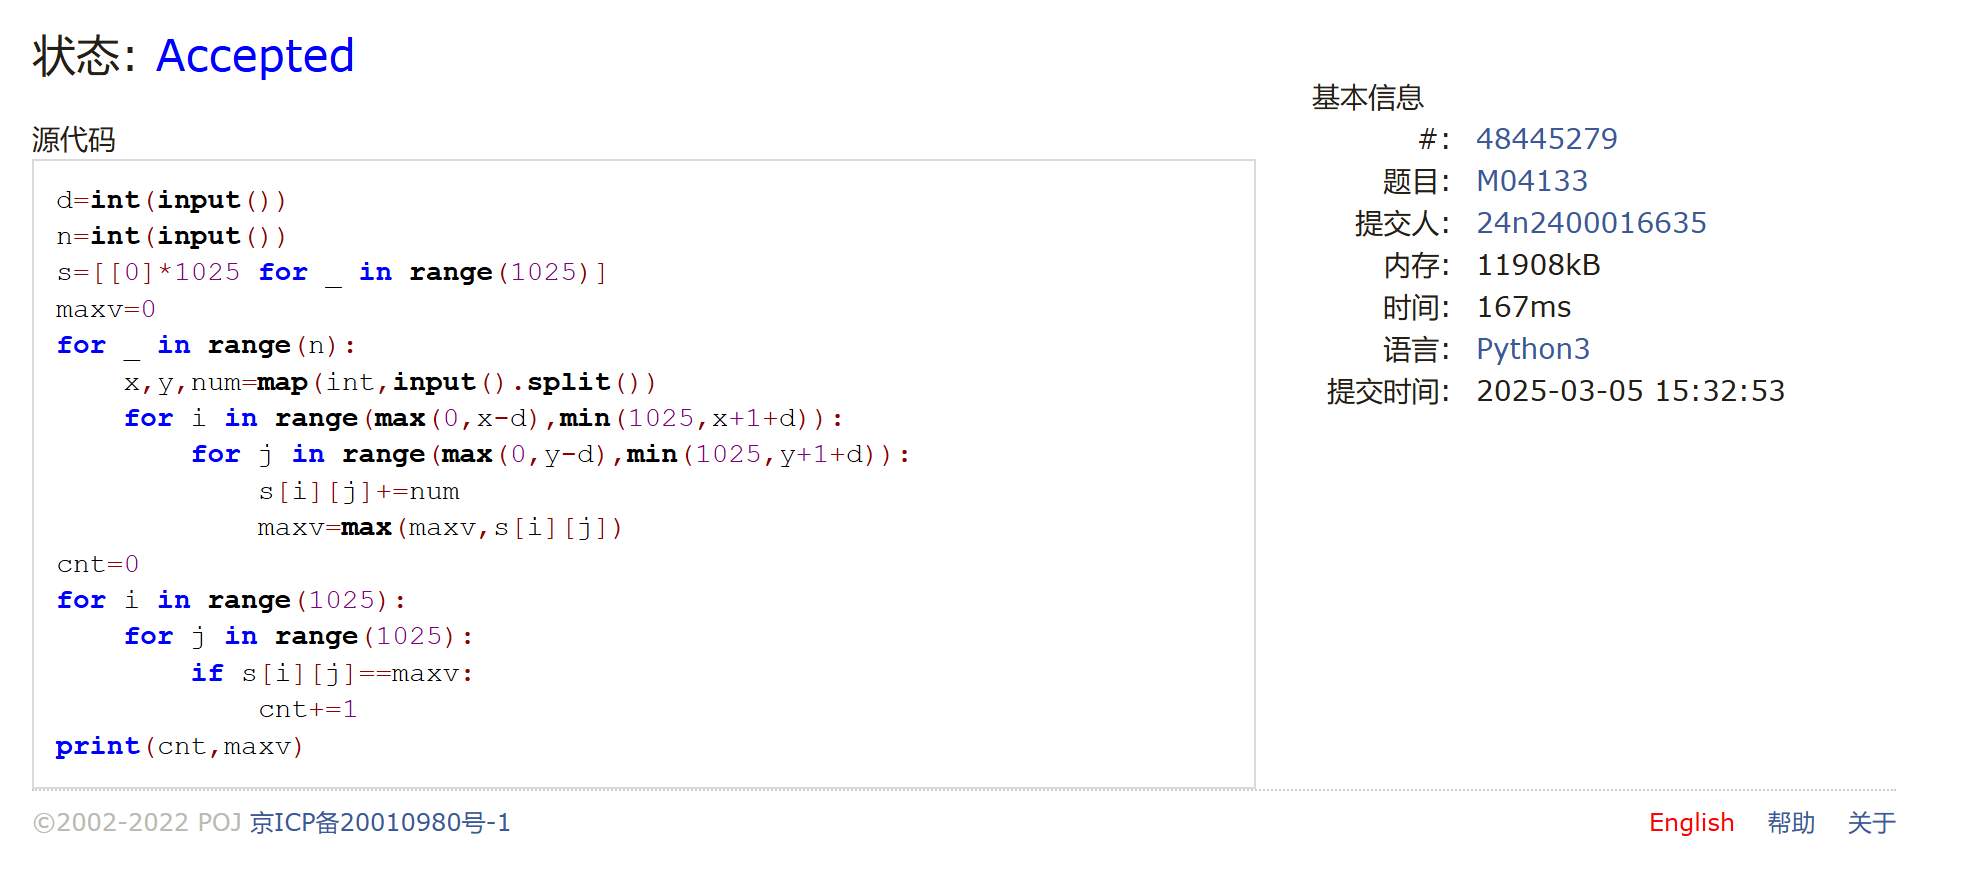 状态: Accepted
源代码
d=int(input())
n=int(input())
s=[[0]*1025 for _ in range(1025)]
maxv=0
for _ in range(n):
    x,y,num=map(int,input().split())
    for i in range(max(0,x-d),min(1025,x+1+d)):
        for j in range(max(0,y-d),min(1025,y+1+d)):
            s[i][j]+=num
            maxv=max(maxv,s[i][j])
cnt=0
for i in range(1025):
    for j in range(1025):
        if s[i][j]==maxv:
            cnt+=1
print(cnt,maxv)
基本信息
#: 48445279
题目: M04133
提交人: 24n2400016635
内存: 11908kB
时间: 167ms
语言: Python3
提交时间: 2025-03-05 15:32:53
©2002-2022 POJ 京ICP备20010980号-1
English 帮助 关于